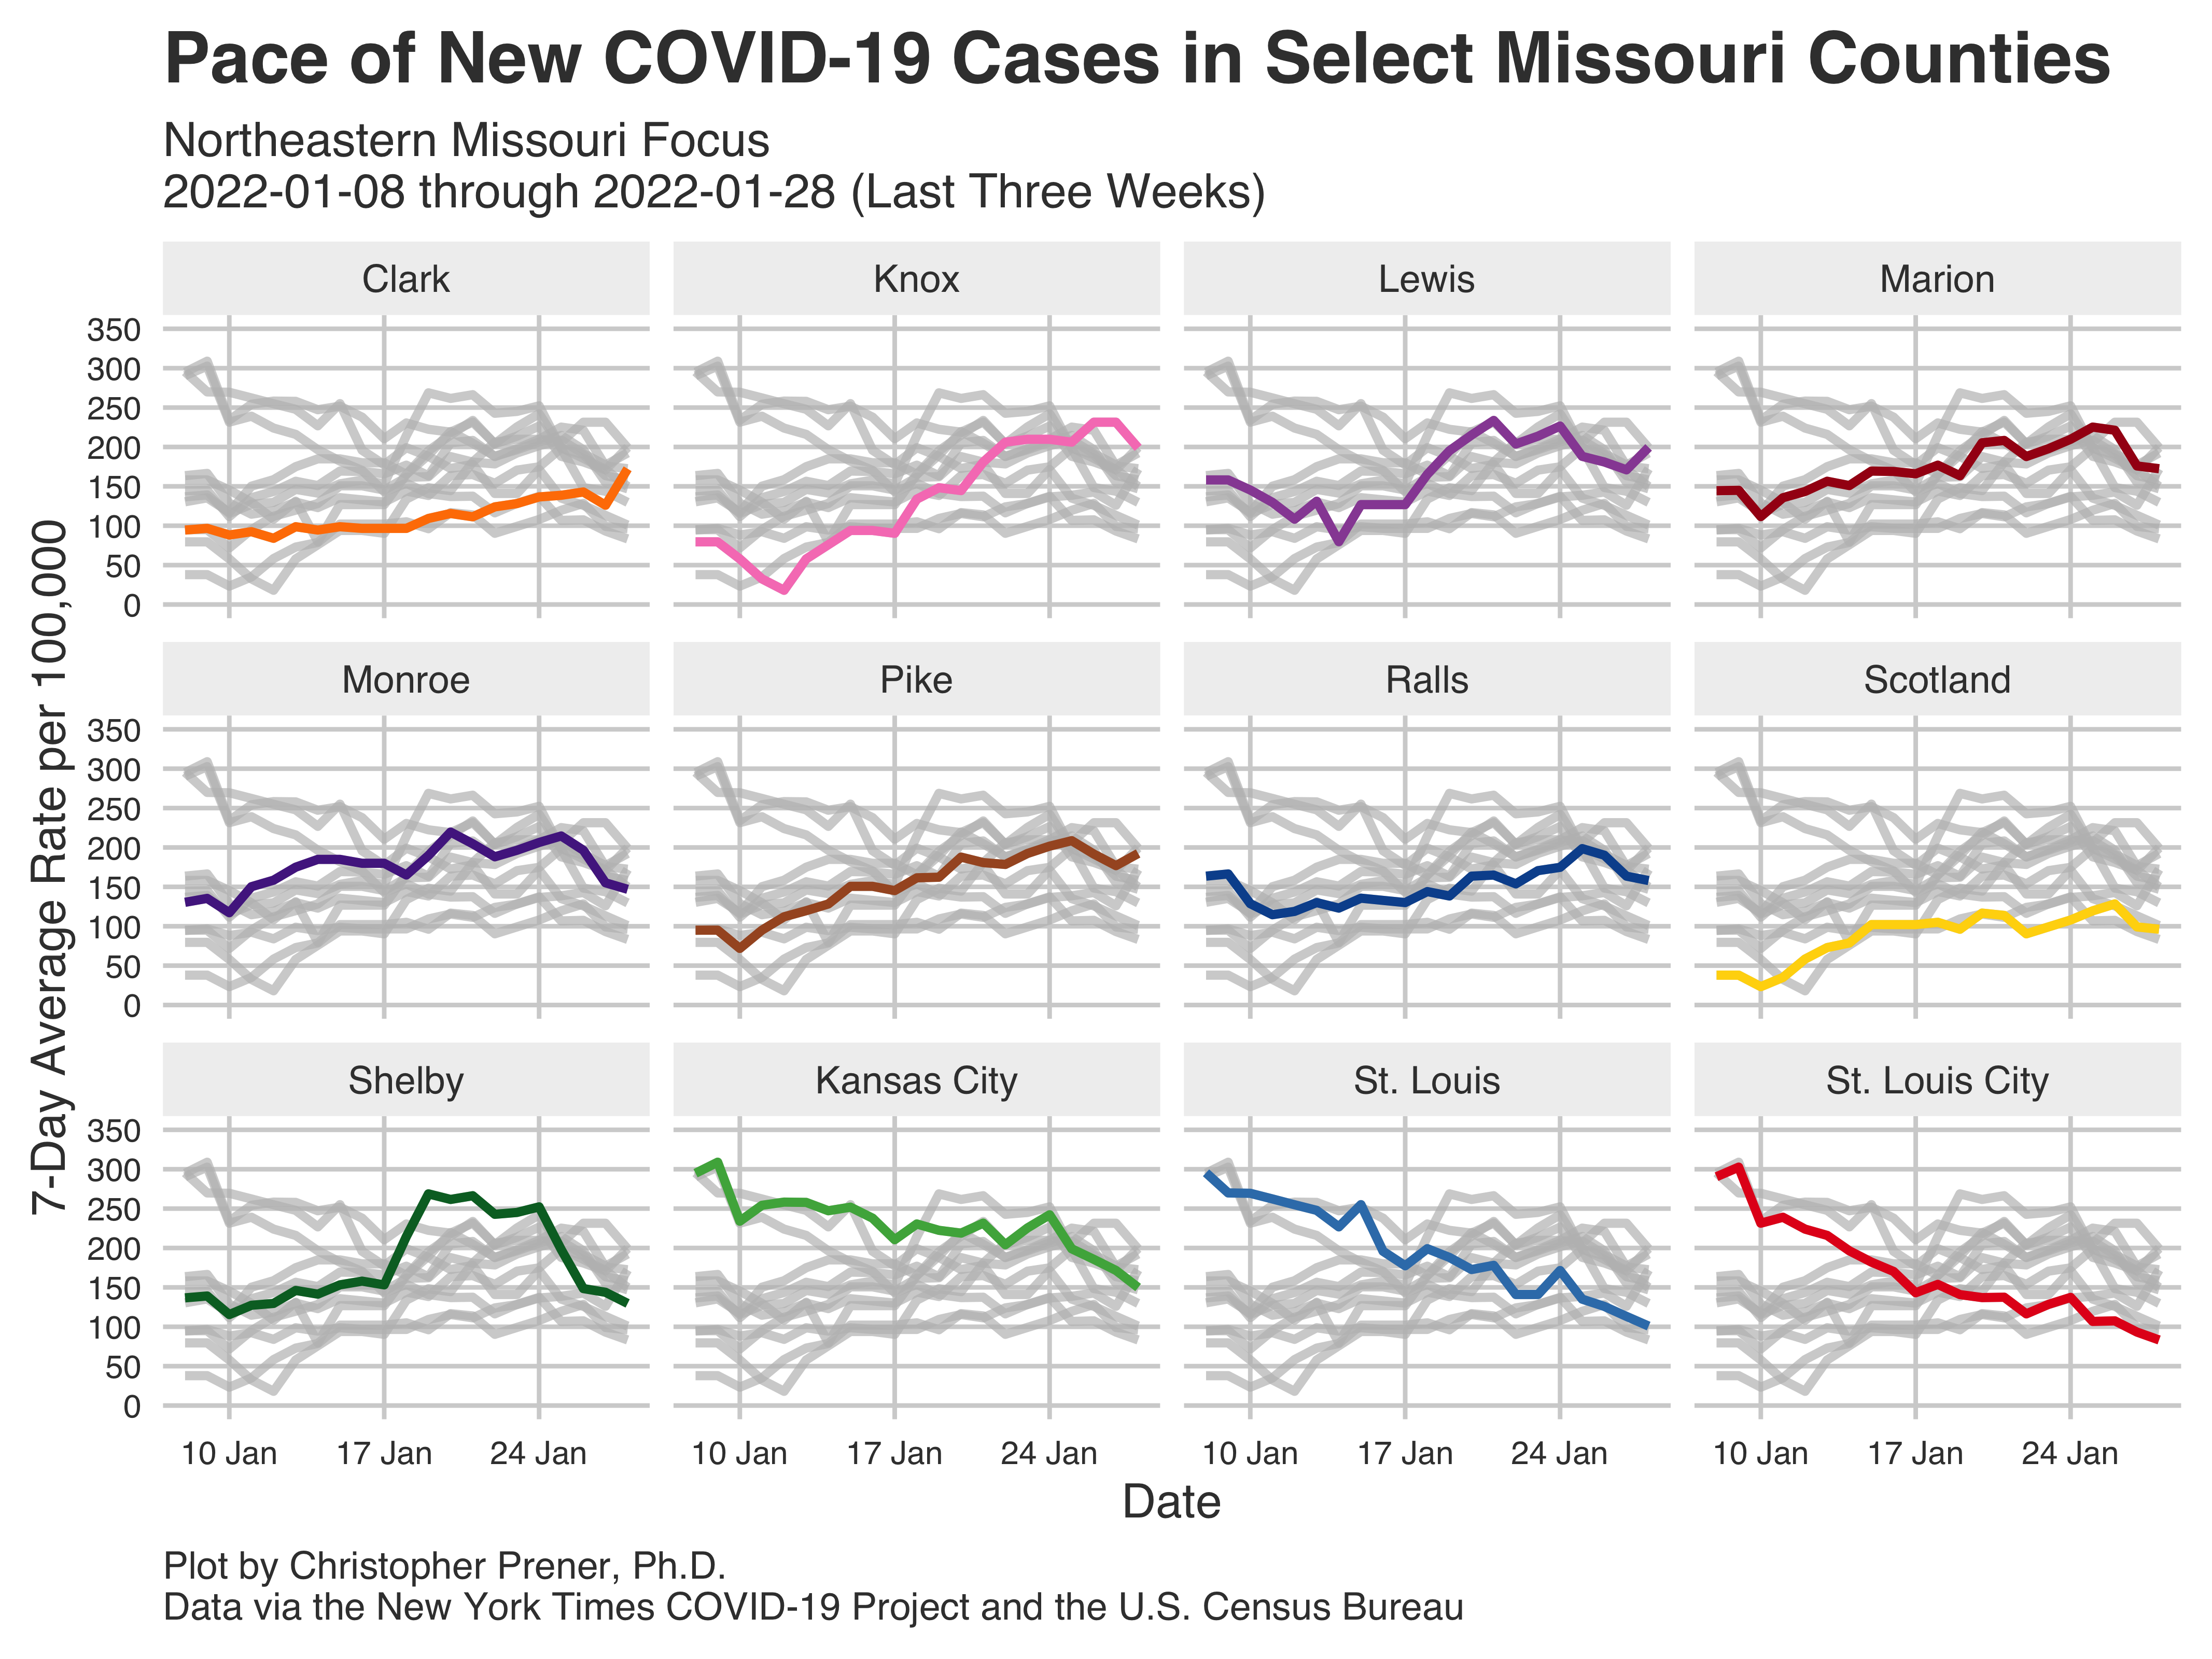 Pace of New COVID-19 Cases in Select Missouri Counties
Northeastern Missouri Focus
2022-01-08 through 2022-01-28 (Last Three Weeks)
Clark
Knox
Lewis
Marion
350
300
250
200
150
100
50
0
Monroe
Pike
Ralls
Scotland
350
300
250
200
150
100
50
0
Shelby
Kansas City
St. Louis
St. Louis City
350
300
250
200
150
100
50
0
7-Day Average Rate per 100,000
10 Jan 17 Jan 24 Jan
10 Jan 17 Jan 24 Jan
10 Jan 17 Jan 24 Jan
10 Jan 17 Jan 24 Jan
Date
Plot by Christopher Prener, Ph.D.
Data via the New York Times COVID-19 Project and the U.S. Census Bureau